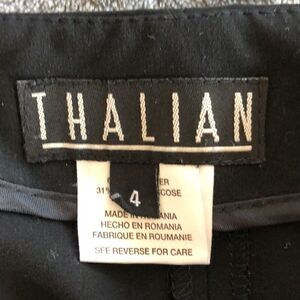 THALIAN
4
31%
MADE IN ROMANIA
HECHO EN ROMANIA
FABRIQUE EN ROUMANIE
SEE REVERSE FOR CARE